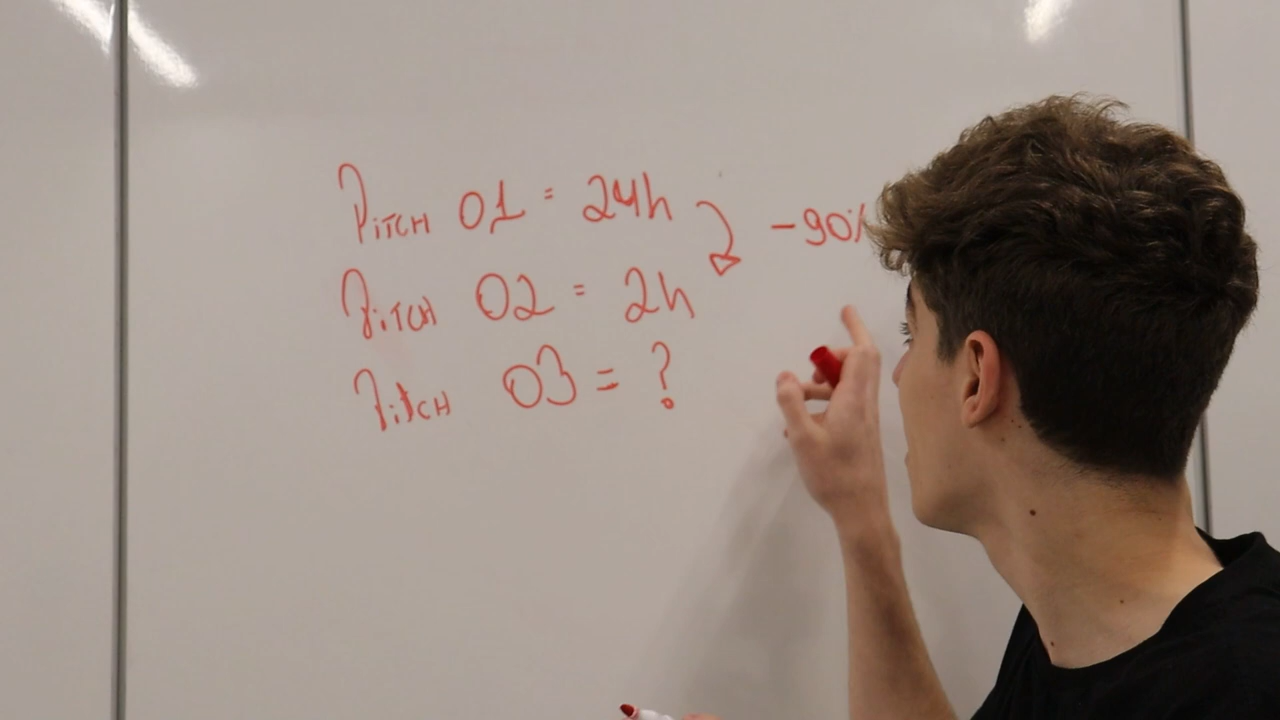 Pitch 01 = 24h -90%
Pitch 02 = 2h
Pitch 03 = ?